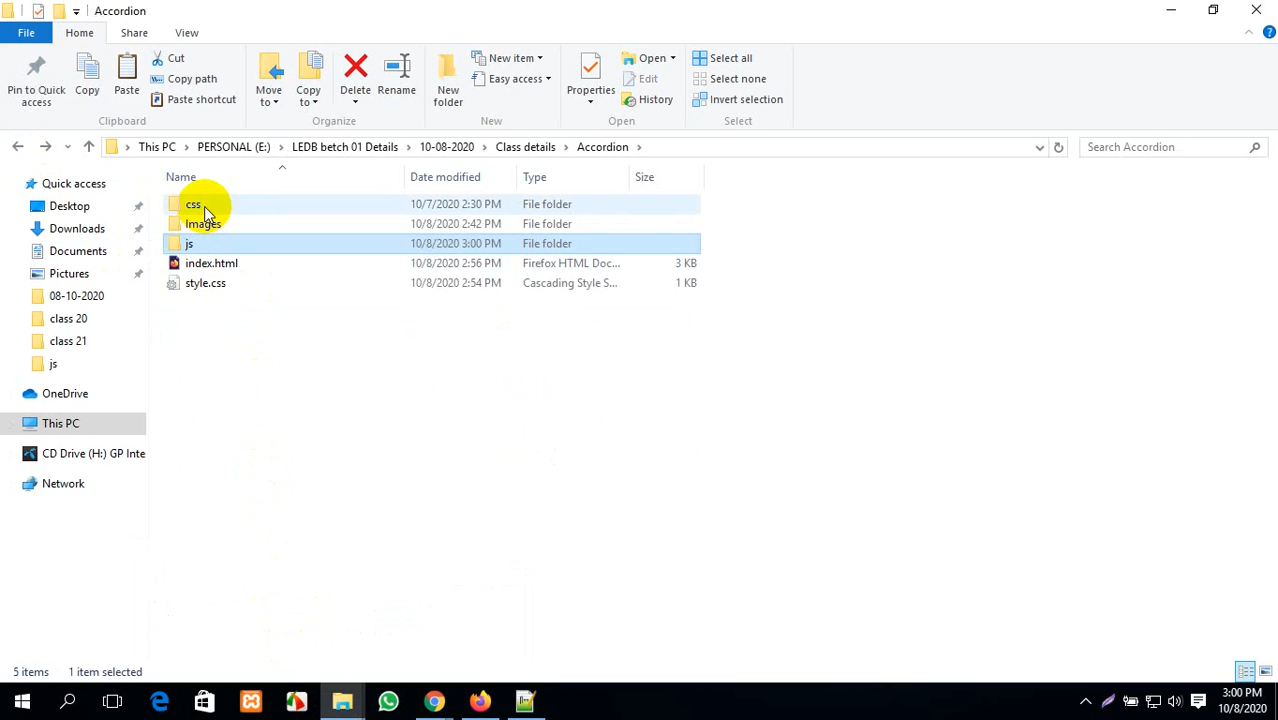 Accordion
File Home Share View
Pin to Quick access
Copy
Paste
Cut
Copy path
Paste shortcut
Clipboard
Move to
Copy to
Delete
Rename
Organize
New folder
New item
Easy access
New
Properties
Open
Edit
History
Open
Select all
Select none
Invert selection
Select
This PC PERSONAL (E:) LEDB betch 01 Details 10-08-2020 Class details Accordion
Search Accordion
Name Date modified Type Size
css 10/7/2020 2:30 PM File folder
Images 10/8/2020 2:42 PM File folder
js 10/8/2020 3:00 PM File folder
index.html 10/8/2020 2:56 PM Firefox HTML Doc... 3 KB
style.css 10/8/2020 2:54 PM Cascading Style S... 1 KB
Quick access
Desktop
Downloads
Documents
Pictures
08-10-2020
class 20
class 21
js
OneDrive
This PC
CD Drive (H:) GP Inte
Network
5 items 1 item selected
3:00 PM
10/8/2020